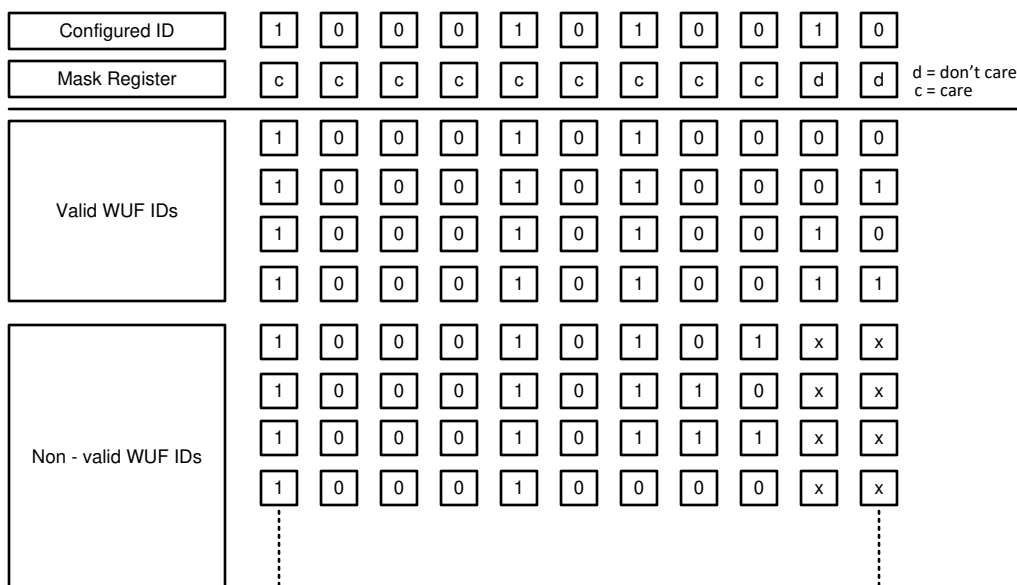 Configured ID 1 0 0 0 1 0 1 0 0 1 0
Mask Register c c c c c c c c c d d d = don't care
c = care
1 0 0 0 1 0 1 0 0 0 0
1 0 0 0 1 0 1 0 0 0 1
Valid WUF IDs
1 0 0 0 1 0 1 0 0 1 0
1 0 0 0 1 0 1 0 0 1 1
1 0 0 0 1 0 1 0 1 x x
1 0 0 0 1 0 1 1 0 x x
1 0 0 0 1 0 1 1 1 x x
Non - valid WUF IDs
1 0 0 0 1 0 0 0 0 x x